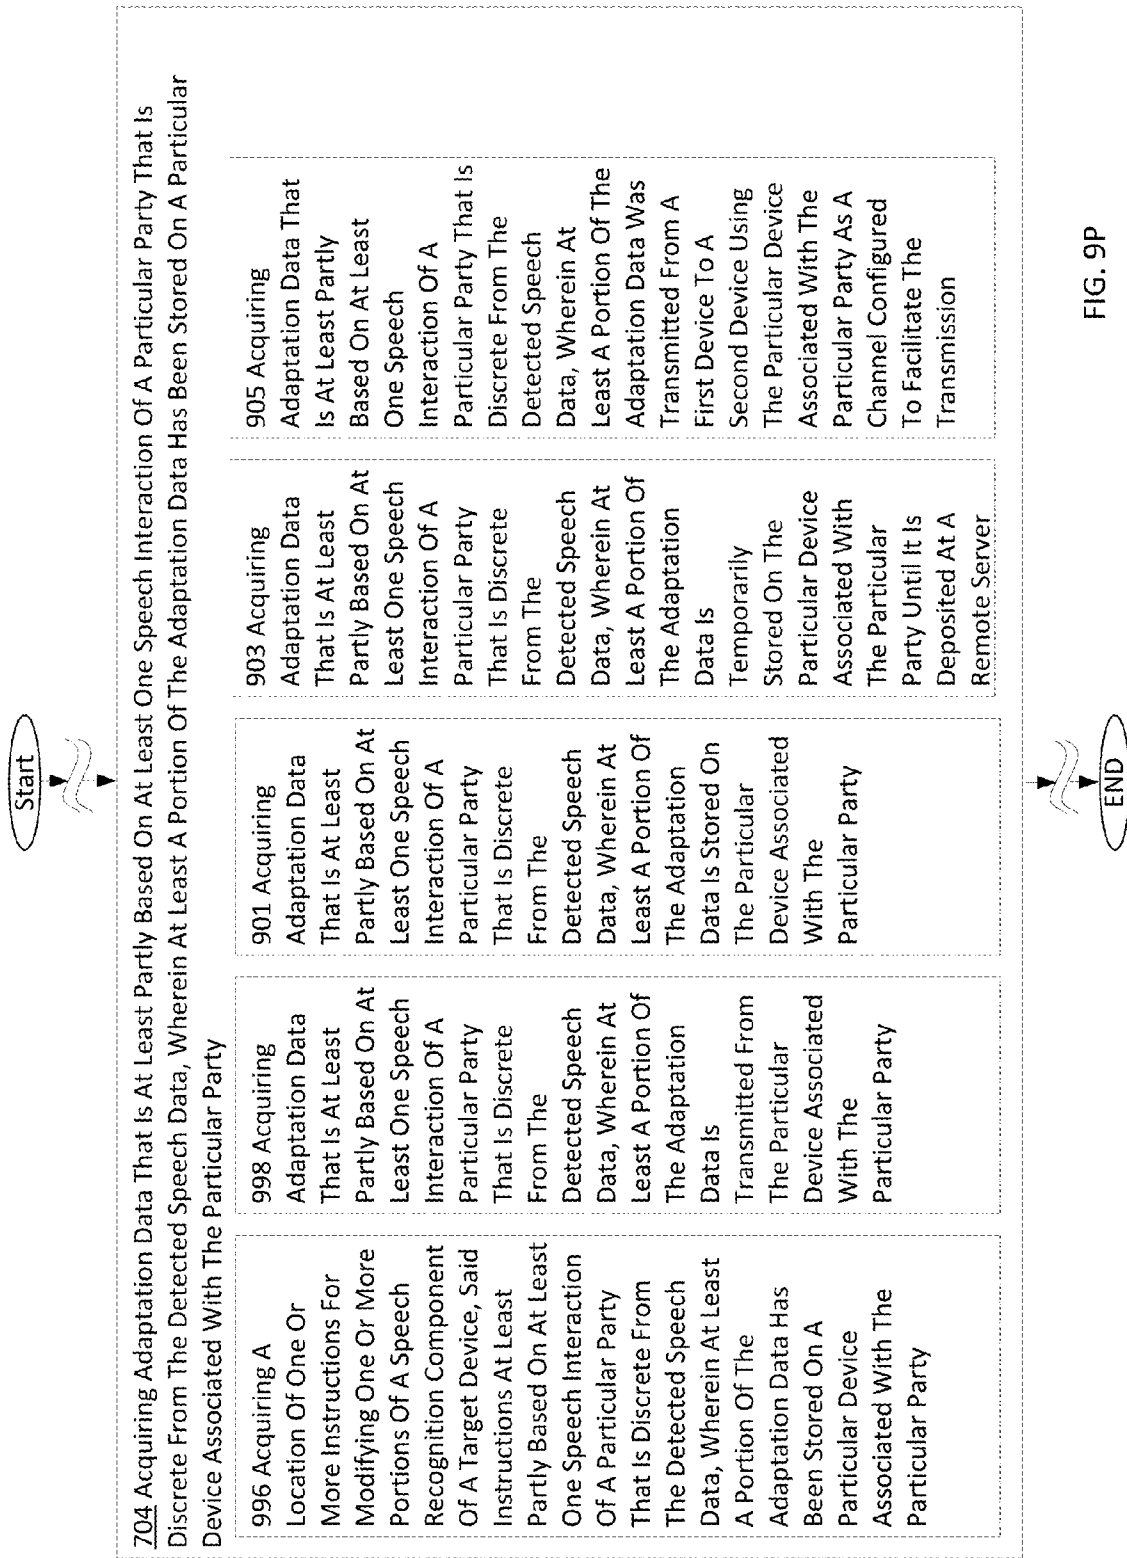 Start
704 Acquiring Adaptation Data That Is At Least Partly Based On At Least One Speech Interaction Of A Particular Party That Is
Discrete From The Detected Speech Data, Wherein At Least A Portion Of The Adaptation Data Has Been Stored On A Particular
Device Associated With The Particular Party
996 Acquiring A
Location Of One Or
More Instructions For
Modifying One Or More
Portions Of A Speech
Recognition Component
Of A Target Device, Said
Instructions At Least
Partly Based On At Least
One Speech Interaction
Of A Particular Party
That Is Discrete From
The Detected Speech
Data, Wherein At Least
A Portion Of The
Adaptation Data Has
Been Stored On A
Particular Device
Associated With The
Particular Party
998 Acquiring
Adaptation Data
That Is At Least
Partly Based On At
Least One Speech
Interaction Of A
Particular Party
That Is Discrete
From The
Detected Speech
Data, Wherein At
Least A Portion Of
The Adaptation
Data Is
Transmitted From
The Particular
Device Associated
With The
Particular Party
901 Acquiring
Adaptation Data
That Is At Least
Partly Based On At
Least One Speech
Interaction Of A
Particular Party
That Is Discrete
From The
Detected Speech
Data, Wherein At
Least A Portion Of
The Adaptation
Data Is Stored On
The Particular
Device Associated
With The
Particular Party
903 Acquiring
Adaptation Data
That Is At Least
Partly Based On At
Least One Speech
Interaction Of A
Particular Party
That Is Discrete
From The
Detected Speech
Data, Wherein At
Least A Portion Of
The Adaptation
Data Is
Temporarily
Stored On The
Particular Device
Associated With
The Particular
Party Until It Is
Deposited At A
Remote Server
905 Acquiring
Adaptation Data That
Is At Least Partly
Based On At Least
One Speech
Interaction Of A
Particular Party That Is
Discrete From The
Detected Speech
Data, Wherein At
Least A Portion Of The
Adaptation Data Was
Transmitted From A
First Device To A
Second Device Using
The Particular Device
Associated With The
Particular Party As A
Channel Configured
To Facilitate The
Transmission
END
FIG. 9P